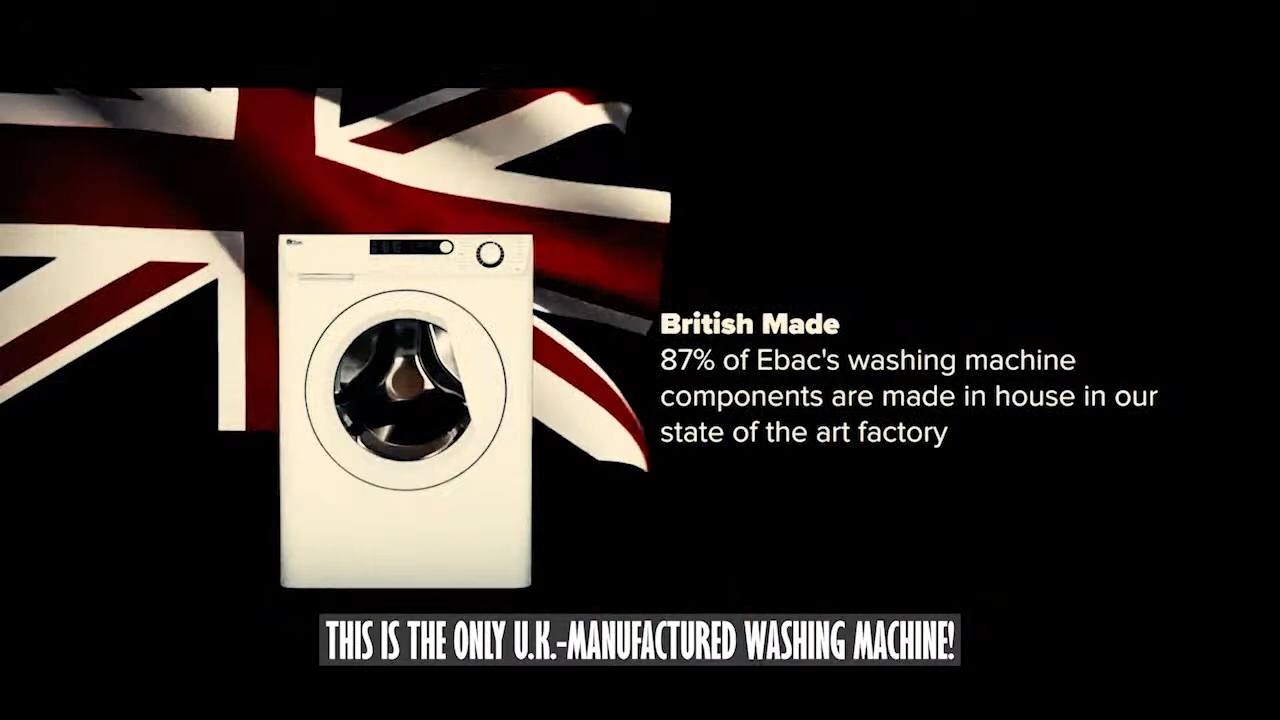 British Made
87% of Ebac's washing machine
components are made in house in our
state of the art factory
THIS IS THE ONLY U.K.-MANUFACTURED WASHING MACHINE!